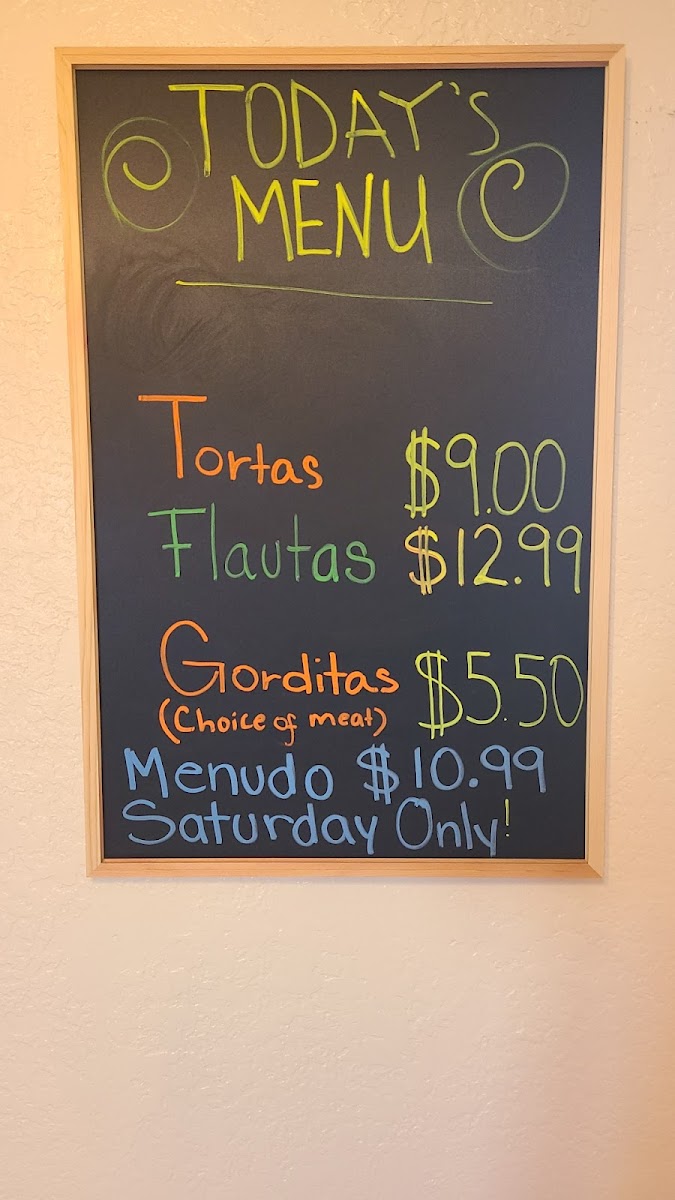 TODAY'S
MENU
Tortas $9.00
Flautas $12.99
Gorditas $5.50
(Choice of meat)
Menudo $10.99
Saturday Only!